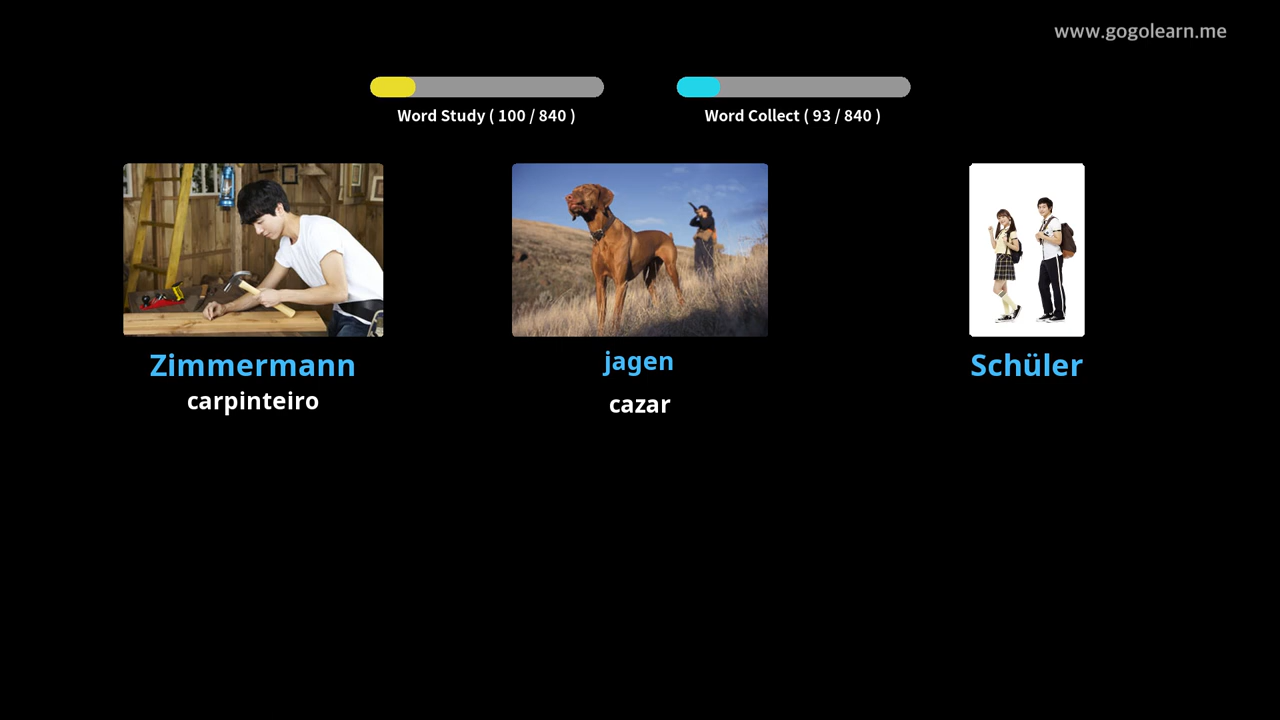 www.gogolearn.me
Word Study ( 100 / 840 )
Word Collect ( 93 / 840 )
Zimmermann
carpinteiro
jagen
cazar
Schüler